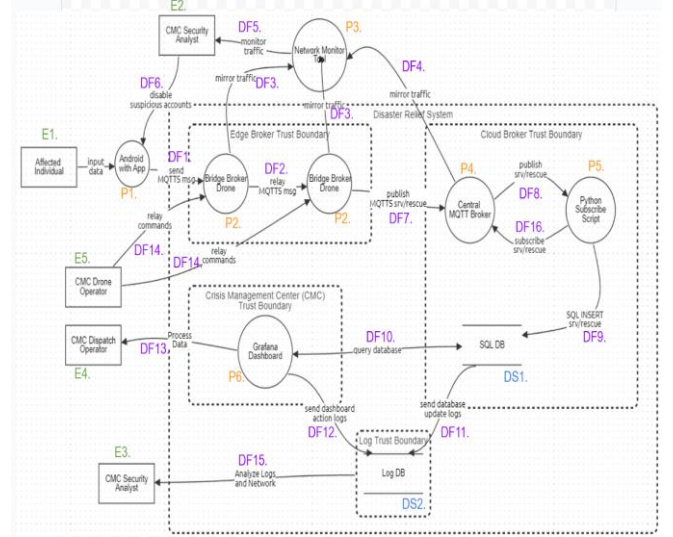 E2.
CMC Security
Analyst
DF5.
monitor
traffic
P3.
Network Monitor
Tool
DF6.
disable
suspicious accounts
mirror traffic
DF3.
DF4.
mirror traffic
mirror traffic
DF3.
Disaster Relief System
Edge Broker Trust Boundary
Cloud Broker Trust Boundary
E1.
Affected
Individual
input
data
Android
with App
P1.
DF1.
send
MQTTS msg
Bridge Broker
Drone
P2.
DF2.
relay
MQTTS msg
Bridge Broker
Drone
P2.
publish
MQTTS srv/rescue
DF7.
P4.
Central
MQTT Broker
publish
srv/rescue
DF8.
P5.
Python
Subscribe
Script
DF16.
subscribe
srv/rescue
relay
commands
DF14.
relay
commands
DF14.
E5.
CMC Drone
Operator
Crisis Management Center (CMC)
Trust Boundary
SQL INSERT
srv/rescue
DF9.
CMC Dispatch
Operator
E4.
Process
Data
DF13.
Grafana
Dashboard
P6.
DF10.
query database
SQL DB
DS1.
send dashboard
action logs
DF12.
send database
update logs
DF11.
Log Trust Boundary
E3.
CMC Security
Analyst
DF15.
Analyze Logs
and Network
Log DB
DS2.